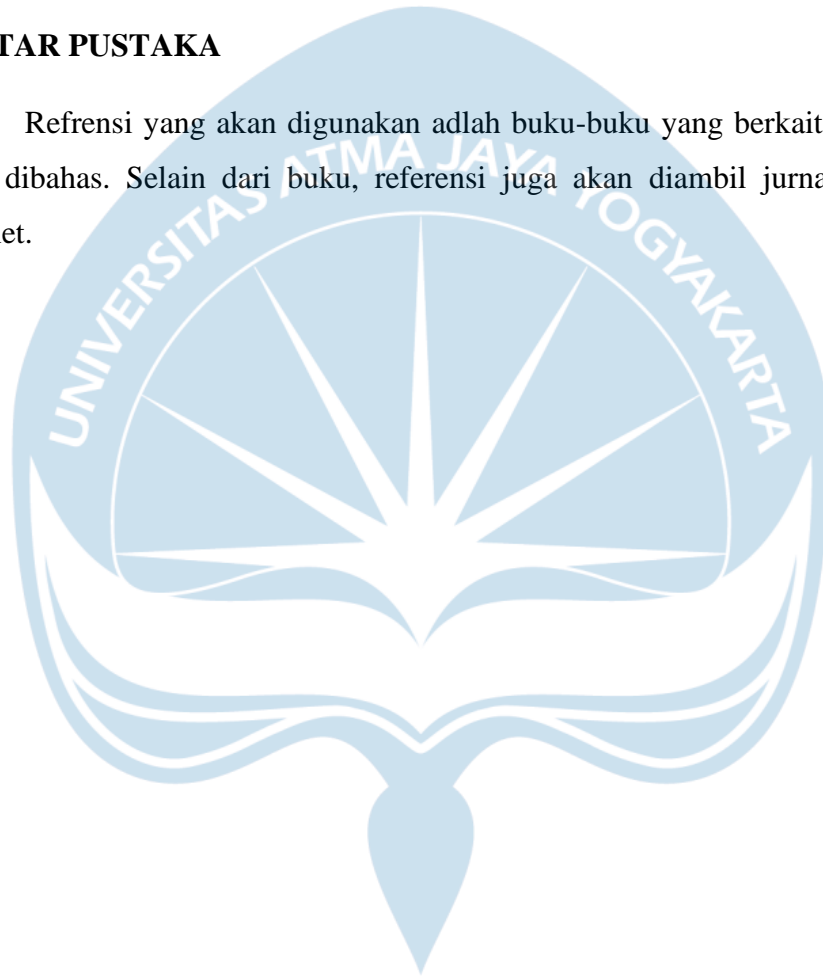 TAR PUSTAKA
Refrensi yang akan digunakan adlah buku-buku yang berkait
dibahas. Selain dari buku, referensi juga akan diambil jurna
net.
UNIVERSITAS ATMA JAYA YOGYAKARTA